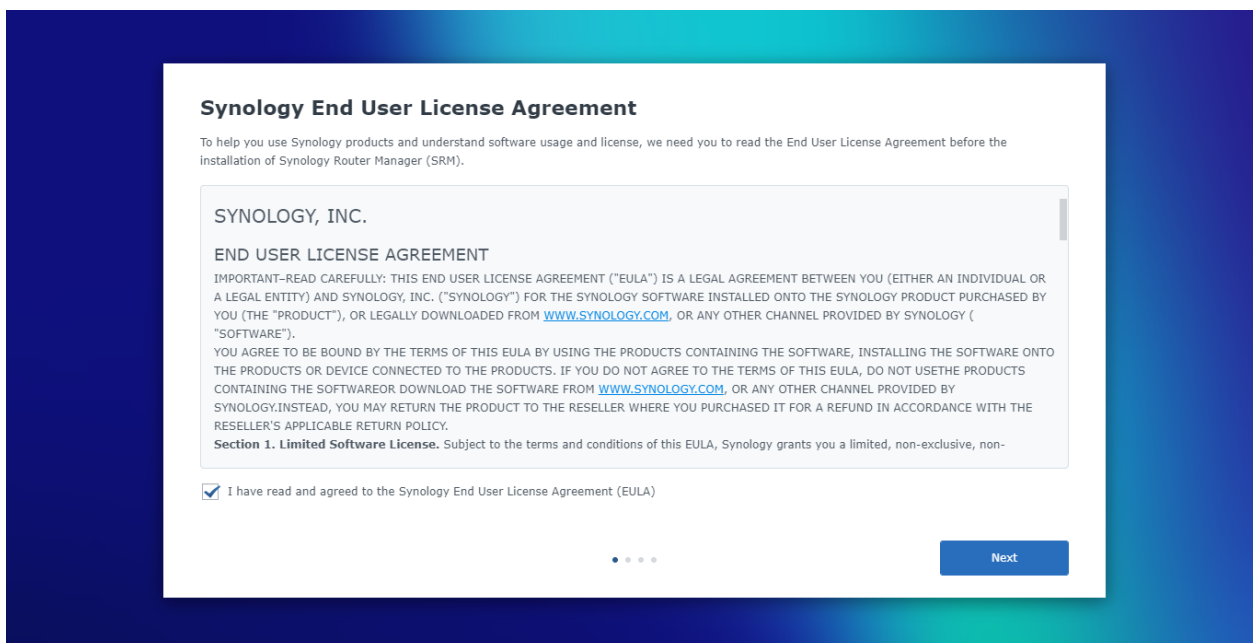 Synology End User License Agreement
To help you use Synology products and understand software usage and license, we need you to read the End User License Agreement before the
installation of Synology Router Manager (SRM).
SYNOLOGY, INC.
END USER LICENSE AGREEMENT
IMPORTANT–READ CAREFULLY: THIS END USER LICENSE AGREEMENT ("EULA") IS A LEGAL AGREEMENT BETWEEN YOU (EITHER AN INDIVIDUAL OR
A LEGAL ENTITY) AND SYNOLOGY, INC. ("SYNOLOGY") FOR THE SYNOLOGY SOFTWARE INSTALLED ONTO THE SYNOLOGY PRODUCT PURCHASED BY
YOU (THE "PRODUCT"), OR LEGALLY DOWNLOADED FROM WWW.SYNOLOGY.COM, OR ANY OTHER CHANNEL PROVIDED BY SYNOLOGY (
"SOFTWARE").
YOU AGREE TO BE BOUND BY THE TERMS OF THIS EULA BY USING THE PRODUCTS CONTAINING THE SOFTWARE, INSTALLING THE SOFTWARE ONTO
THE PRODUCTS OR DEVICE CONNECTED TO THE PRODUCTS. IF YOU DO NOT AGREE TO THE TERMS OF THIS EULA, DO NOT USETHE PRODUCTS
CONTAINING THE SOFTWAREOR DOWNLOAD THE SOFTWARE FROM WWW.SYNOLOGY.COM, OR ANY OTHER CHANNEL PROVIDED BY
SYNOLOGY.INSTEAD, YOU MAY RETURN THE PRODUCT TO THE RESELLER WHERE YOU PURCHASED IT FOR A REFUND IN ACCORDANCE WITH THE
RESELLER'S APPLICABLE RETURN POLICY.
Section 1. Limited Software License. Subject to the terms and conditions of this EULA, Synology grants you a limited, non-exclusive, non-
I have read and agreed to the Synology End User License Agreement (EULA)
Next